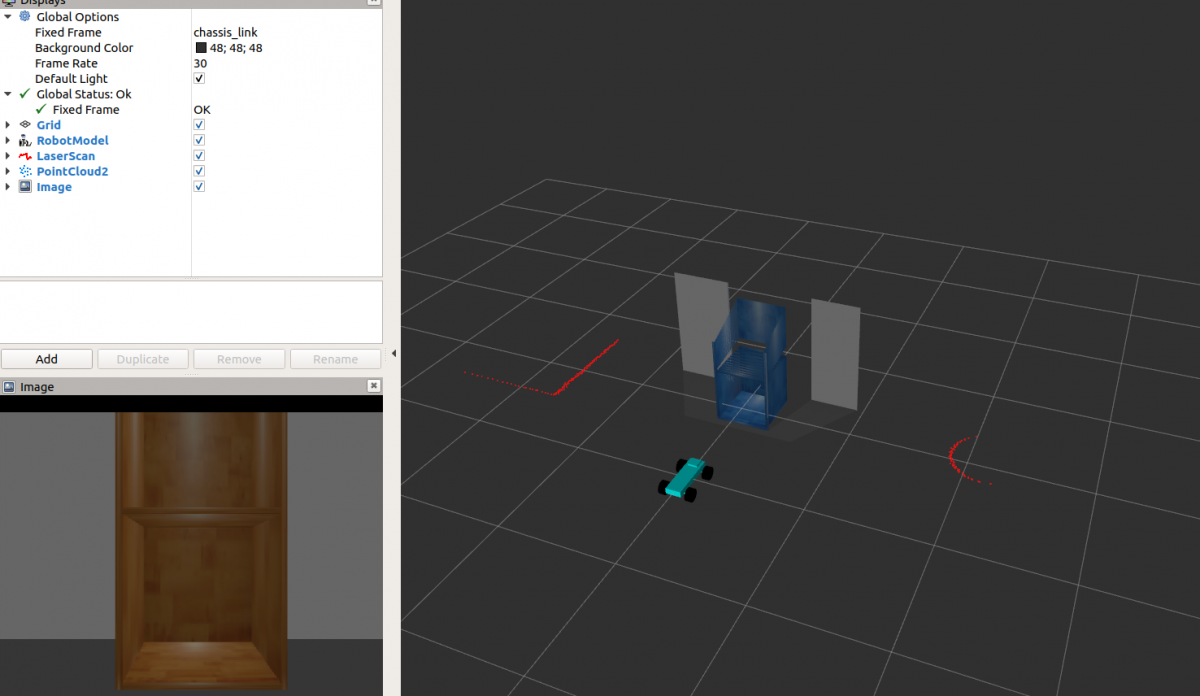 Displays
Global Options
Fixed Frame chassis_link
Background Color 48; 48; 48
Frame Rate 30
Default Light
Global Status: Ok
Fixed Frame OK
Grid
RobotModel
LaserScan
PointCloud2
Image
Add Duplicate Remove Rename
Image